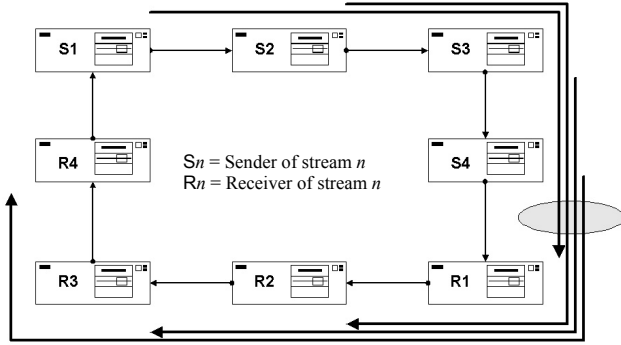 S1
S2
S3
R4
Sn = Sender of stream n
Rn = Receiver of stream n
S4
R3
R2
R1